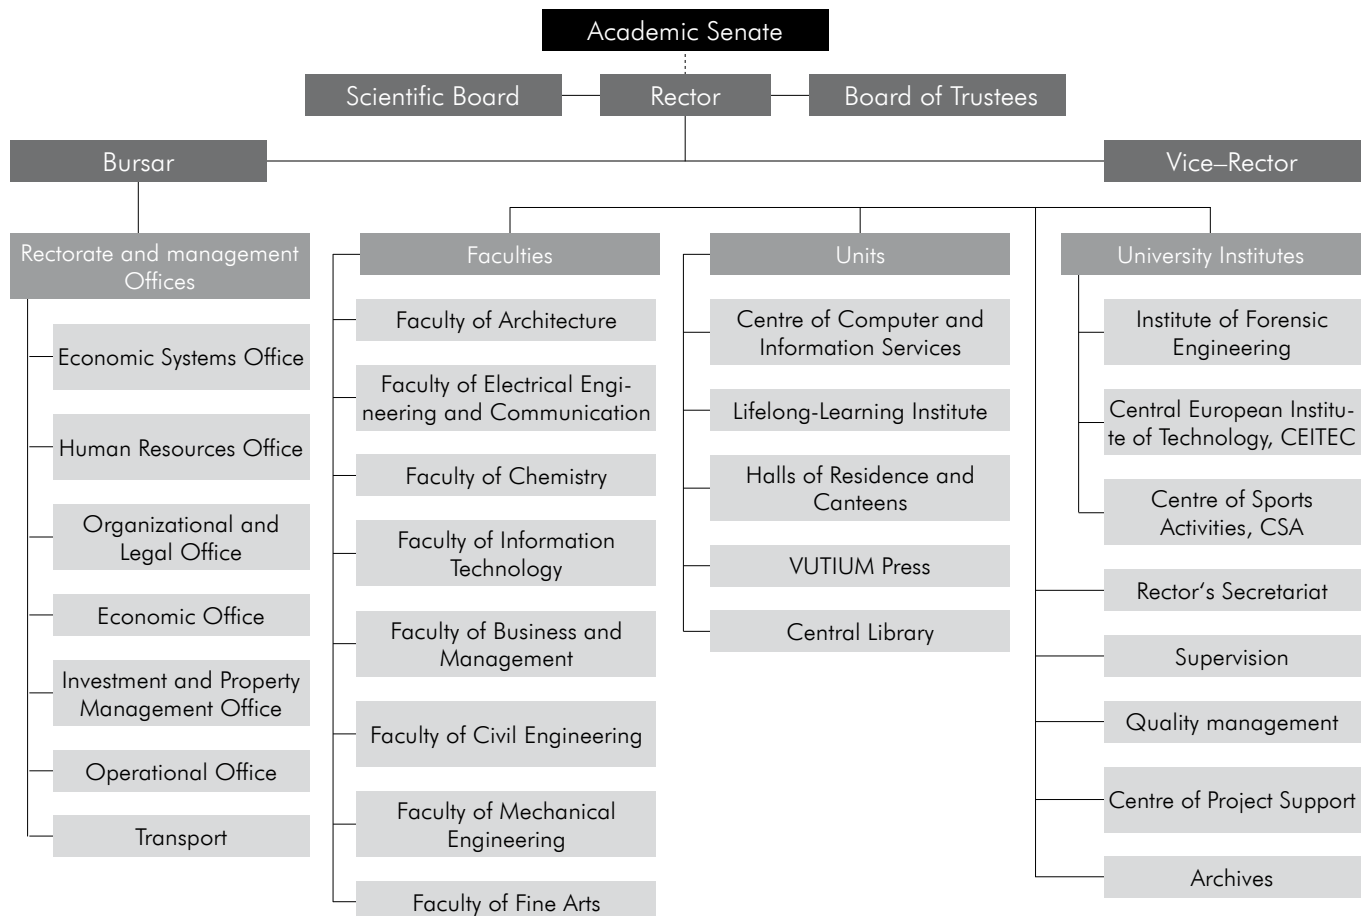 Academic Senate
Scientific Board
Rector
Board of Trustees
Bursar
Vice–Rector
Rectorate and management
Offices
Economic Systems Office
Human Resources Office
Organizational and
Legal Office
Economic Office
Investment and Property
Management Office
Operational Office
Transport
Faculties
Faculty of Architecture
Faculty of Electrical Engi-
neering and Communication
Faculty of Chemistry
Faculty of Information
Technology
Faculty of Business and
Management
Faculty of Civil Engineering
Faculty of Mechanical
Engineering
Faculty of Fine Arts
Units
Centre of Computer and
Information Services
Lifelong-Learning Institute
Halls of Residence and
Canteens
VUTIUM Press
Central Library
University Institutes
Institute of Forensic
Engineering
Central European Institu-
te of Technology, CEITEC
Centre of Sports
Activities, CSA
Rector‘s Secretariat
Supervision
Quality management
Centre of Project Support
Archives